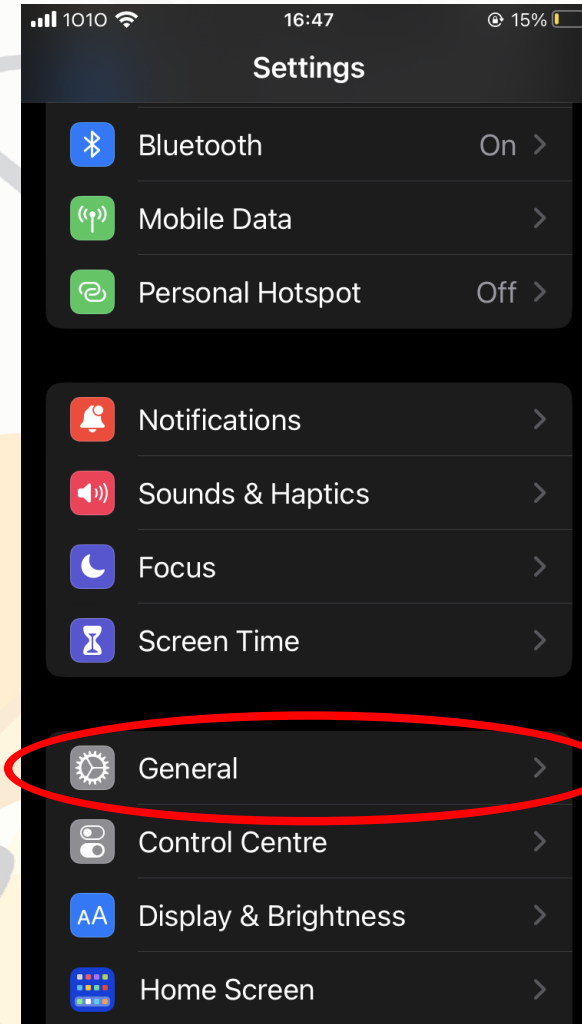 1010 16:47 15%
Settings
Bluetooth On
Mobile Data
Personal Hotspot Off
Notifications
Sounds & Haptics
Focus
Screen Time
General
Control Centre
AA Display & Brightness
Home Screen